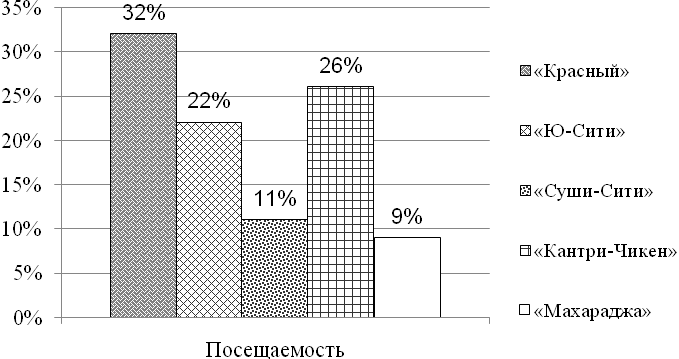 35%
30%
25%
20%
15%
10%
5%
0%
32%
22%
11%
26%
9%
Посещаемость
«Красный»
«Ю-Сити»
«Суши-Сити»
«Кантри-Чикен»
«Махараджа»